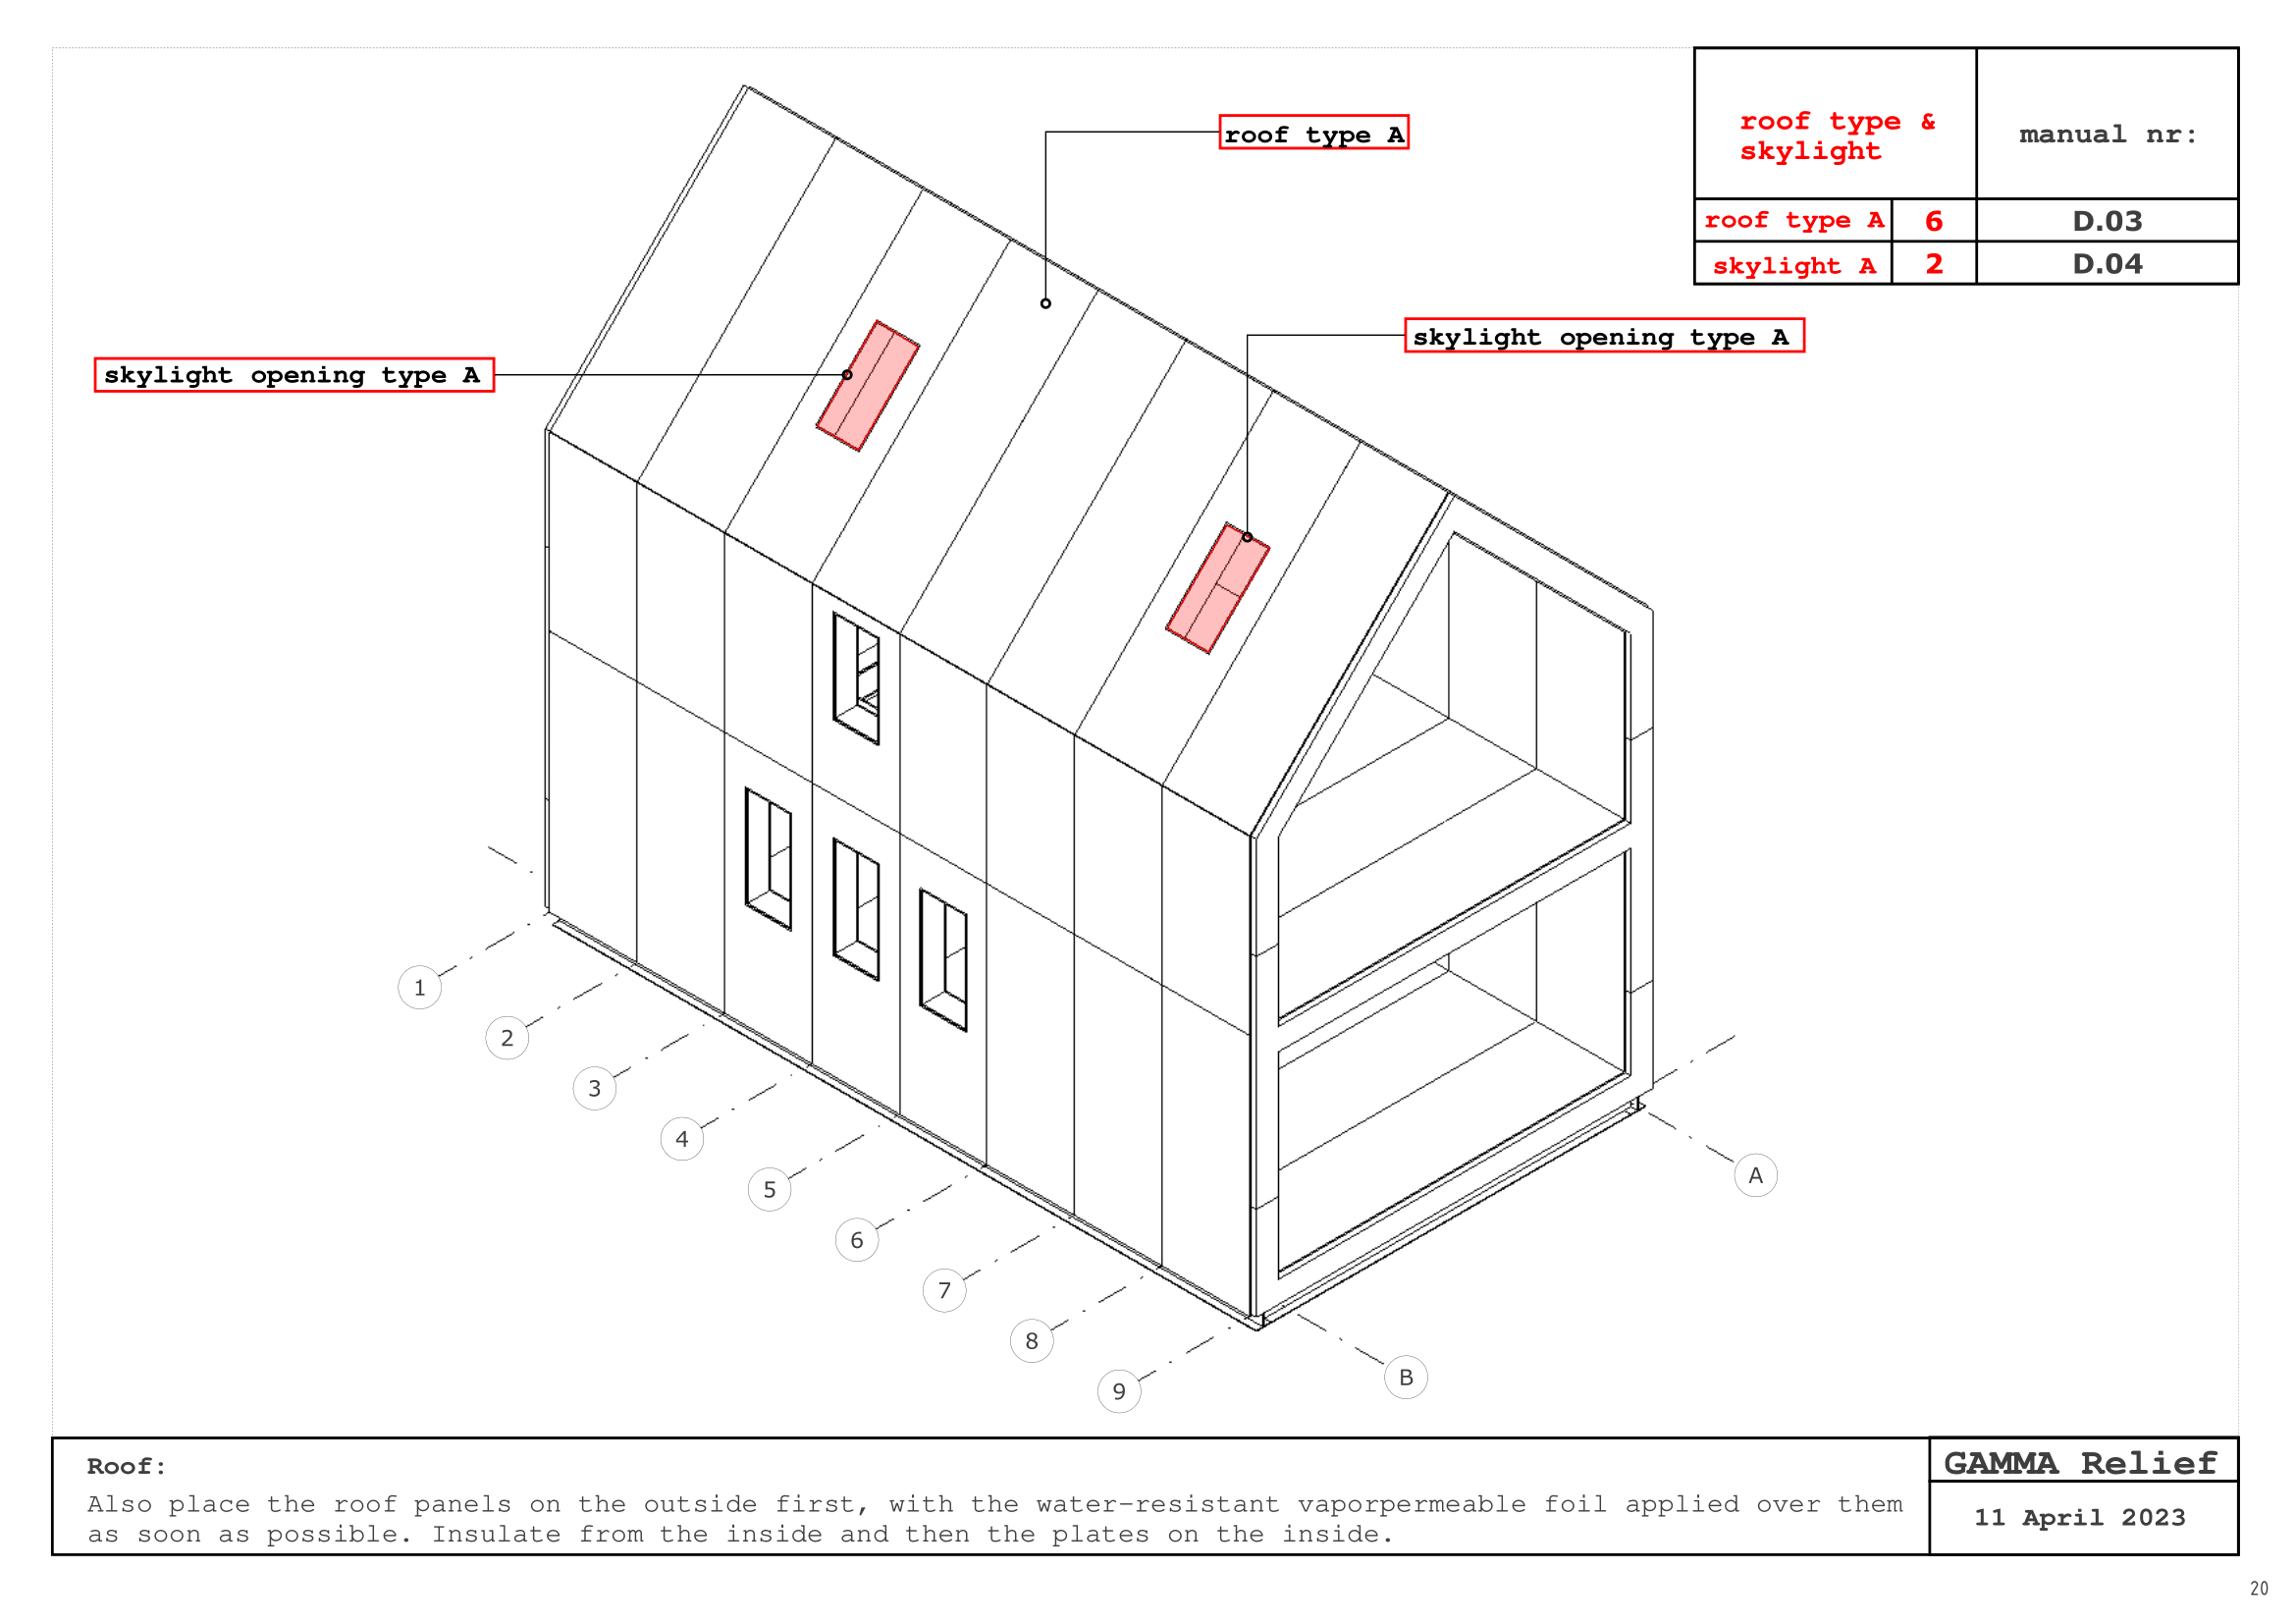 roof type A
roof type &
skylight
manual nr:
roof type A 6 D.03
skylight A 2 D.04
skylight opening type A
skylight opening type A
1
2
3
4
5
6
7
8
9
A
B
Roof:
Also place the roof panels on the outside first, with the water-resistant vaporpermeable foil applied over them
as soon as possible. Insulate from the inside and then the plates on the inside.
GAMMA Relief
11 April 2023
20